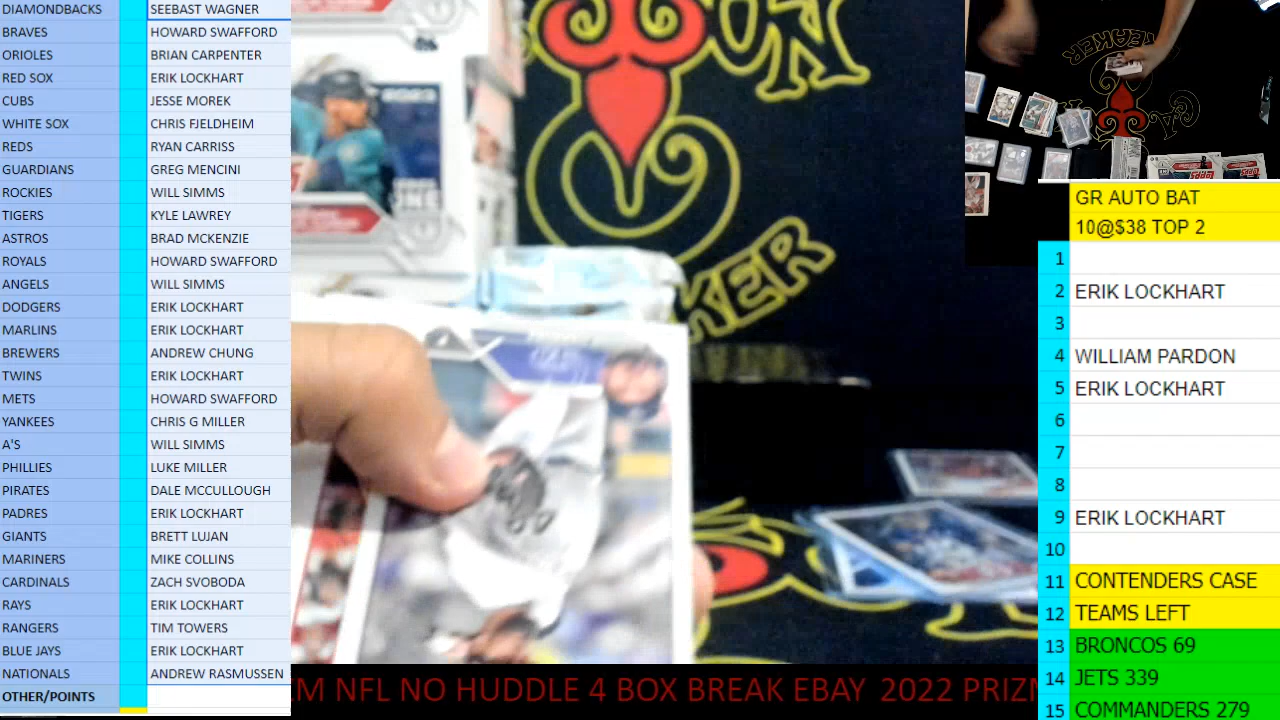 DIAMONDBACKS SEEBAST WAGNER
BRAVES HOWARD SWAFFORD
ORIOLES BRIAN CARPENTER
RED SOX ERIK LOCKHART
CUBS JESSE MOREK
WHITE SOX CHRIS FJELDHEIM
REDS RYAN CARRISS
GUARDIANS GREG MENCINI
ROCKIES WILL SIMMS
TIGERS KYLE LAWREY
ASTROS BRAD MCKENZIE
ROYALS HOWARD SWAFFORD
ANGELS WILL SIMMS
DODGERS ERIK LOCKHART
MARLINS ERIK LOCKHART
BREWERS ANDREW CHUNG
TWINS ERIK LOCKHART
METS HOWARD SWAFFORD
YANKEES CHRIS G MILLER
A'S WILL SIMMS
PHILLIES LUKE MILLER
PIRATES DALE MCCULLOUGH
PADRES ERIK LOCKHART
GIANTS BRETT LUJAN
MARINERS MIKE COLLINS
CARDINALS ZACH SVOBODA
RAYS ERIK LOCKHART
RANGERS TIM TOWERS
BLUE JAYS ERIK LOCKHART
NATIONALS ANDREW RASMUSSEN
OTHER/POINTS
KER
GR AUTO BAT
10@$38 TOP 2
1
2 ERIK LOCKHART
3
4 WILLIAM PARDON
5 ERIK LOCKHART
6
7
8
9 ERIK LOCKHART
10
11 CONTENDERS CASE
12 TEAMS LEFT
13 BRONCOS 69
14 JETS 339
15 COMMANDERS 279
M NFL NO HUDDLE 4 BOX BREAK EBAY 2022 PRIZ